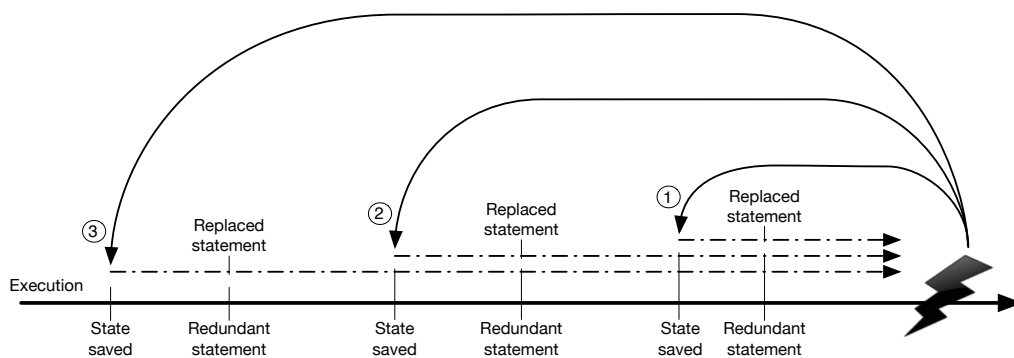 1
Replaced
statement
2
Replaced
statement
3
Replaced
statement
Execution
State
saved
Redundant
statement
State
saved
Redundant
statement
State
saved
Redundant
statement